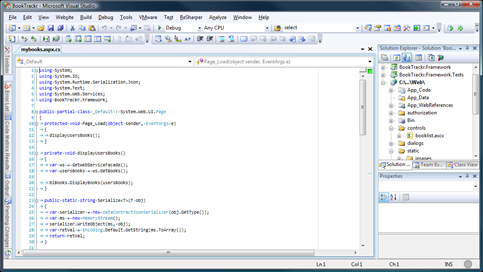 BookTrackr - Microsoft Visual Studio
File Edit View Website Build Debug Tools VMware Test ReSharper Analyze Window Help
Debug Any CPU select
mybooks.aspx.cs
_Default Page_Load(object sender, EventArgs e)
using System;
using System.IO;
using System.Runtime.Serialization.Json;
using System.Text;
using System.Web.Services;
using BookTrackr.Framework;
public partial class _Default : System.Web.UI.Page
{
protected void Page_Load(object sender, EventArgs e)
{
displayUsersBooks();
}
private void displayUsersBooks()
{
var ws = GetWebServiceFacade();
var usersBooks = ws.GetBooks();
blBooks.DisplayBooks(usersBooks);
}
public static string Serialize<T>(T obj)
{
var serializer = new DataContractJsonSerializer(obj.GetType());
var ms = new MemoryStream();
serializer.WriteObject(ms, obj);
var retVal = Encoding.Default.GetString(ms.ToArray());
return retVal;
}
Toolbox
Error List
Code Metrics Results
Output
Pending Changes
Solution Explorer - Solution 'Boo...
BookTrackr.Framework
BookTrackr.Framework.Tests
C:\...\Web\
App_Code
App_Data
App_WebReferences
authorization
Bin
controls
booklist.ascx
dialogs
static
images
Solution ... Team Ex... Class View
Properties
Ln 1 Col 1 Ch 1 INS